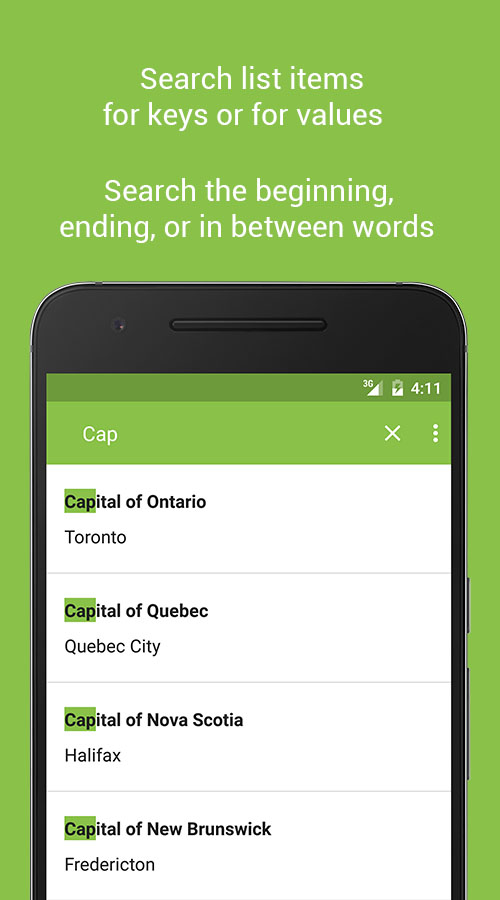 Search list items
for keys or for values
Search the beginning,
ending, or in between words
3G 4:11
Cap
Capital of Ontario
Toronto
Capital of Quebec
Quebec City
Capital of Nova Scotia
Halifax
Capital of New Brunswick
Fredericton